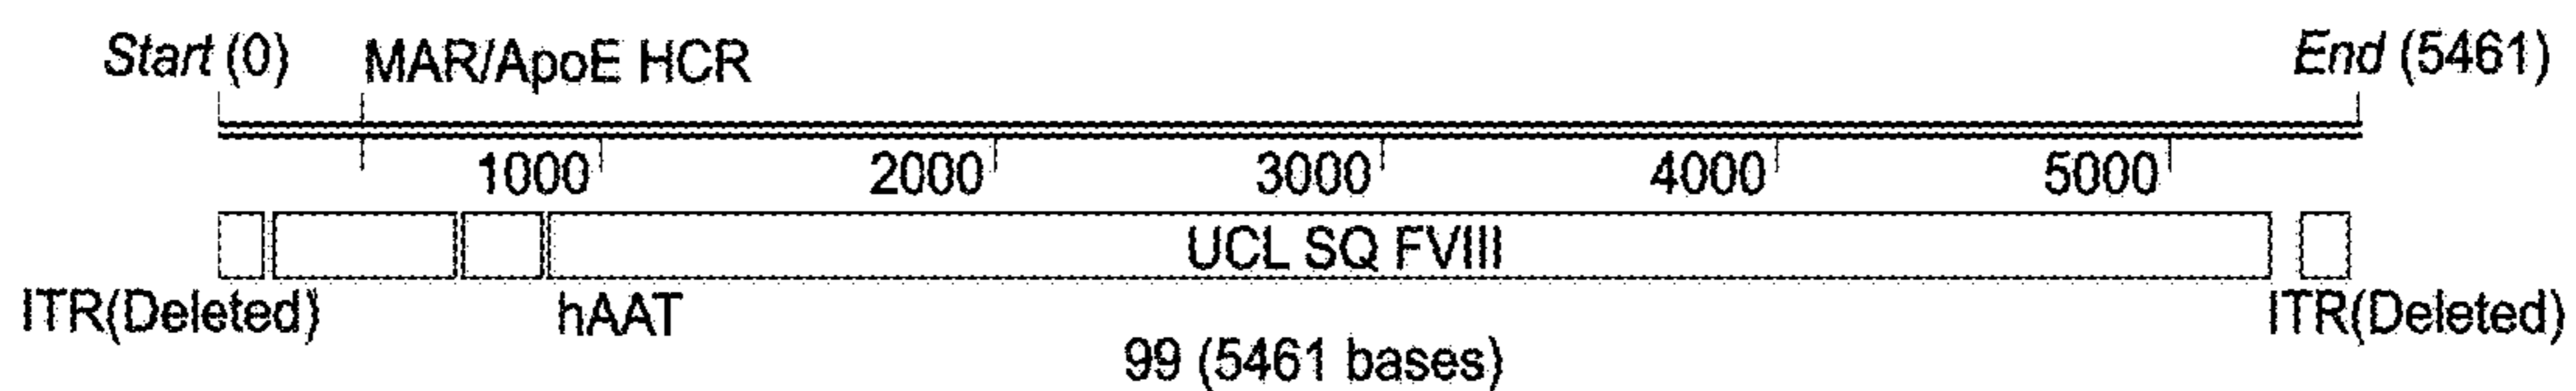 Start (0) MAR/ApoE HCR End (5461)
1000 2000 3000 4000 5000
UCL SQ FVIII
ITR(Deleted) hAAT ITR(Deleted)
99 (5461 bases)